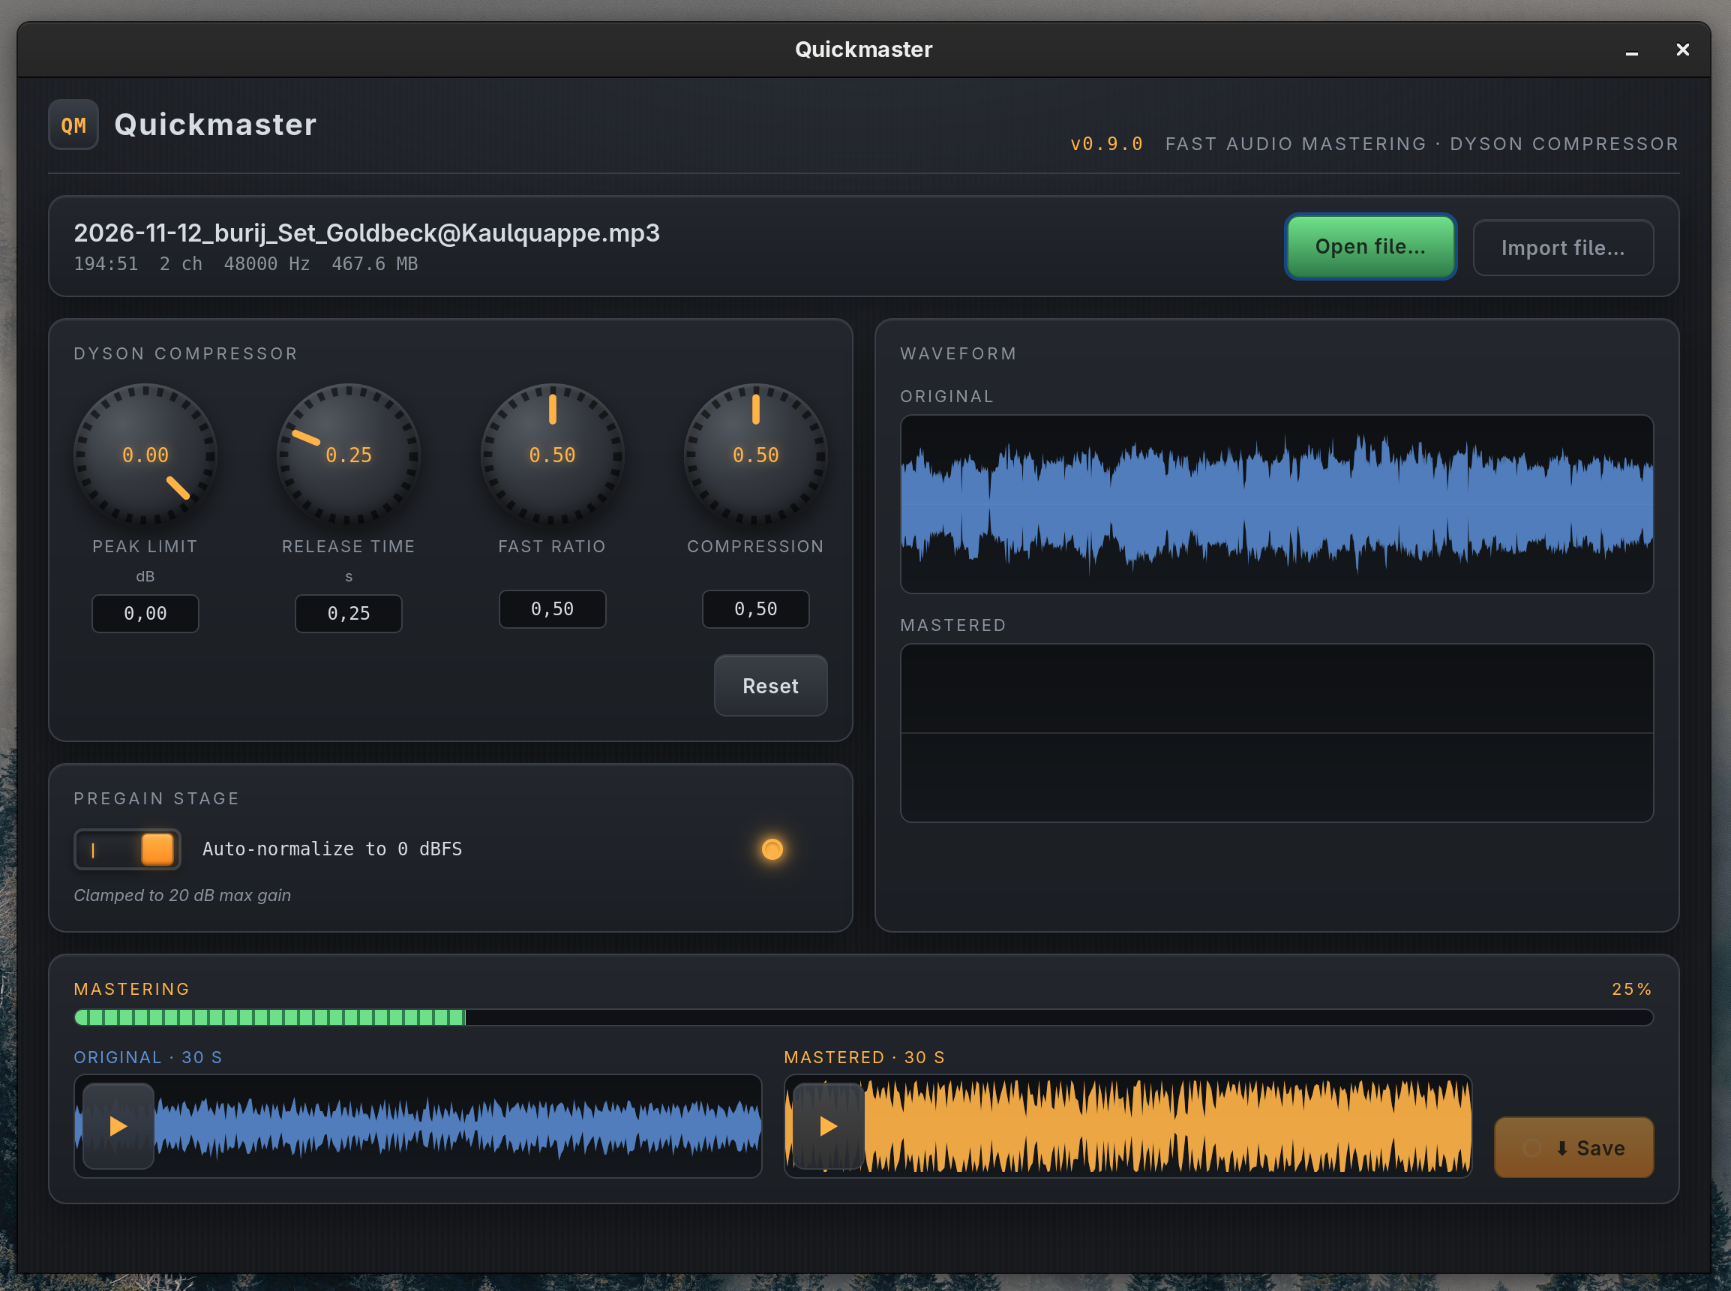 Quickmaster
QM Quickmaster
v0.9.0 FAST AUDIO MASTERING · DYSON COMPRESSOR
2026-11-12_burij_Set_Goldbeck@Kaulquappe.mp3
194:51 2 ch 48000 Hz 467.6 MB
Open file...
Import file...
DYSON COMPRESSOR
0.00 0.25 0.50 0.50
PEAK LIMIT RELEASE TIME FAST RATIO COMPRESSION
dB s
0,00 0,25 0,50 0,50
Reset
PREGAIN STAGE
Auto-normalize to 0 dBFS
Clamped to 20 dB max gain
WAVEFORM
ORIGINAL
MASTERED
MASTERING 25%
ORIGINAL · 30 S
MASTERED · 30 S
⬇ Save